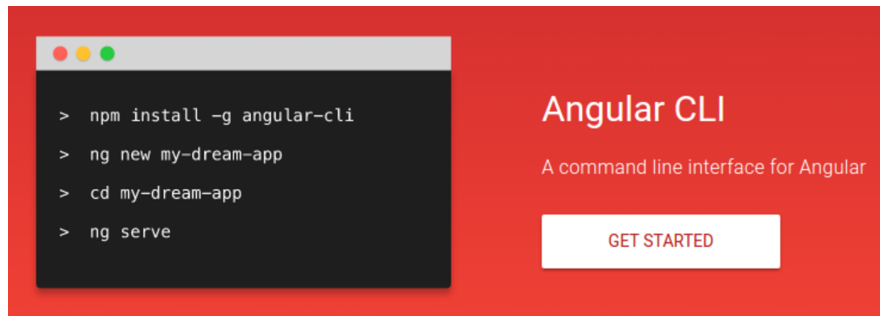 > npm install -g angular-cli
> ng new my-dream-app
> cd my-dream-app
> ng serve
Angular CLI
A command line interface for Angular
GET STARTED